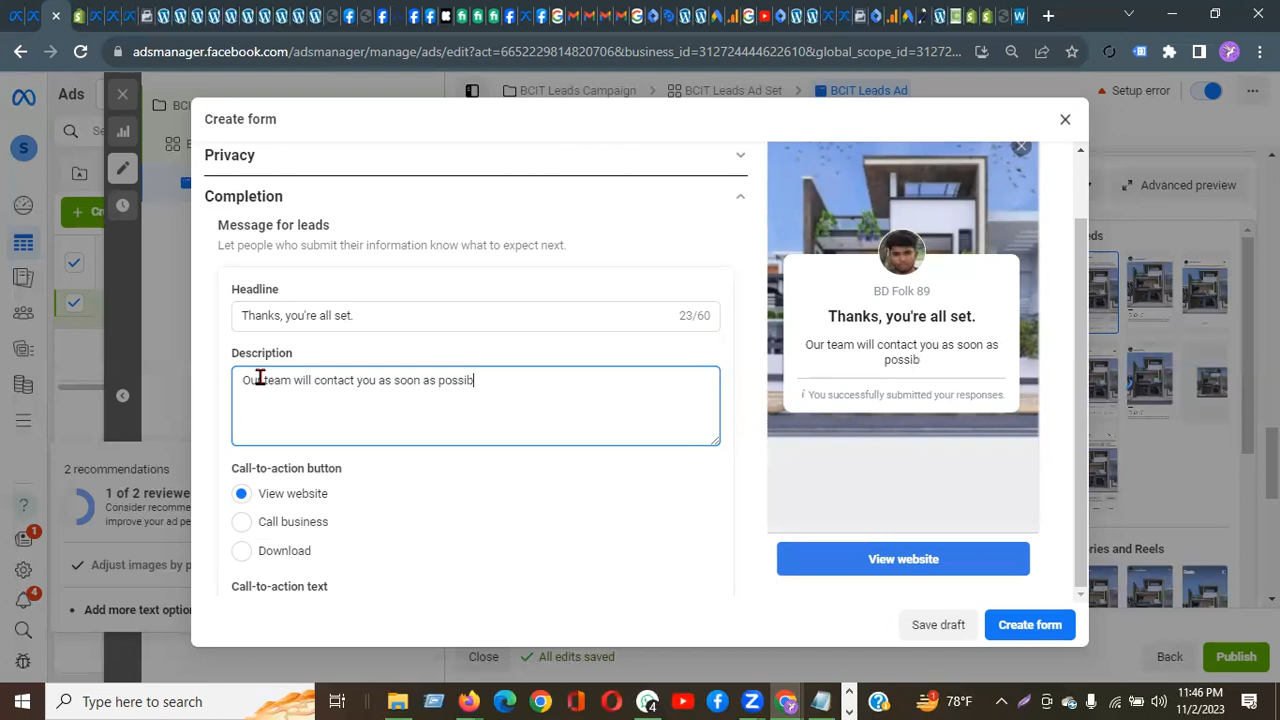 adsmanager.facebook.com/adsmanager/manage/ads/edit?act=6652229814820706&business_id=3127244446622610&global_scope_id=31272...
Ads
BCIT Leads Campaign
BCIT Leads Ad Set
BCIT Leads Ad
Setup error
Create form
Advanced preview
Privacy
Completion
Message for leads
Let people who submit their information know what to expect next.
Headline
Thanks, you're all set.
23/60
Description
Our team will contact you as soon as possib
Call-to-action button
View website
Call business
Download
Call-to-action text
BD Folk 89
Thanks, you're all set.
Our team will contact you as soon as
possib
You successfully submitted your responses.
View website
Save draft
Create form
2 recommendations
1 of 2 reviewe
Consider recomme
improve your ad pe
Adjust images by p
Add more text optio
1
4
eries and Reels
Close
All edits saved
Back
Publish
Type here to search
4
1
78°F
11:46 PM
11/2/2023